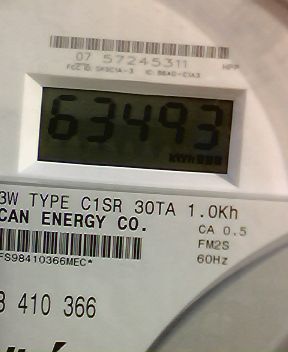 07 57245311
63493
KWH
3W TYPE C1SR 30TA 1.0Kh
CAN ENERGY CO.
CA 0.5
FM2S
60Hz
FS98410366MEC*
410 366